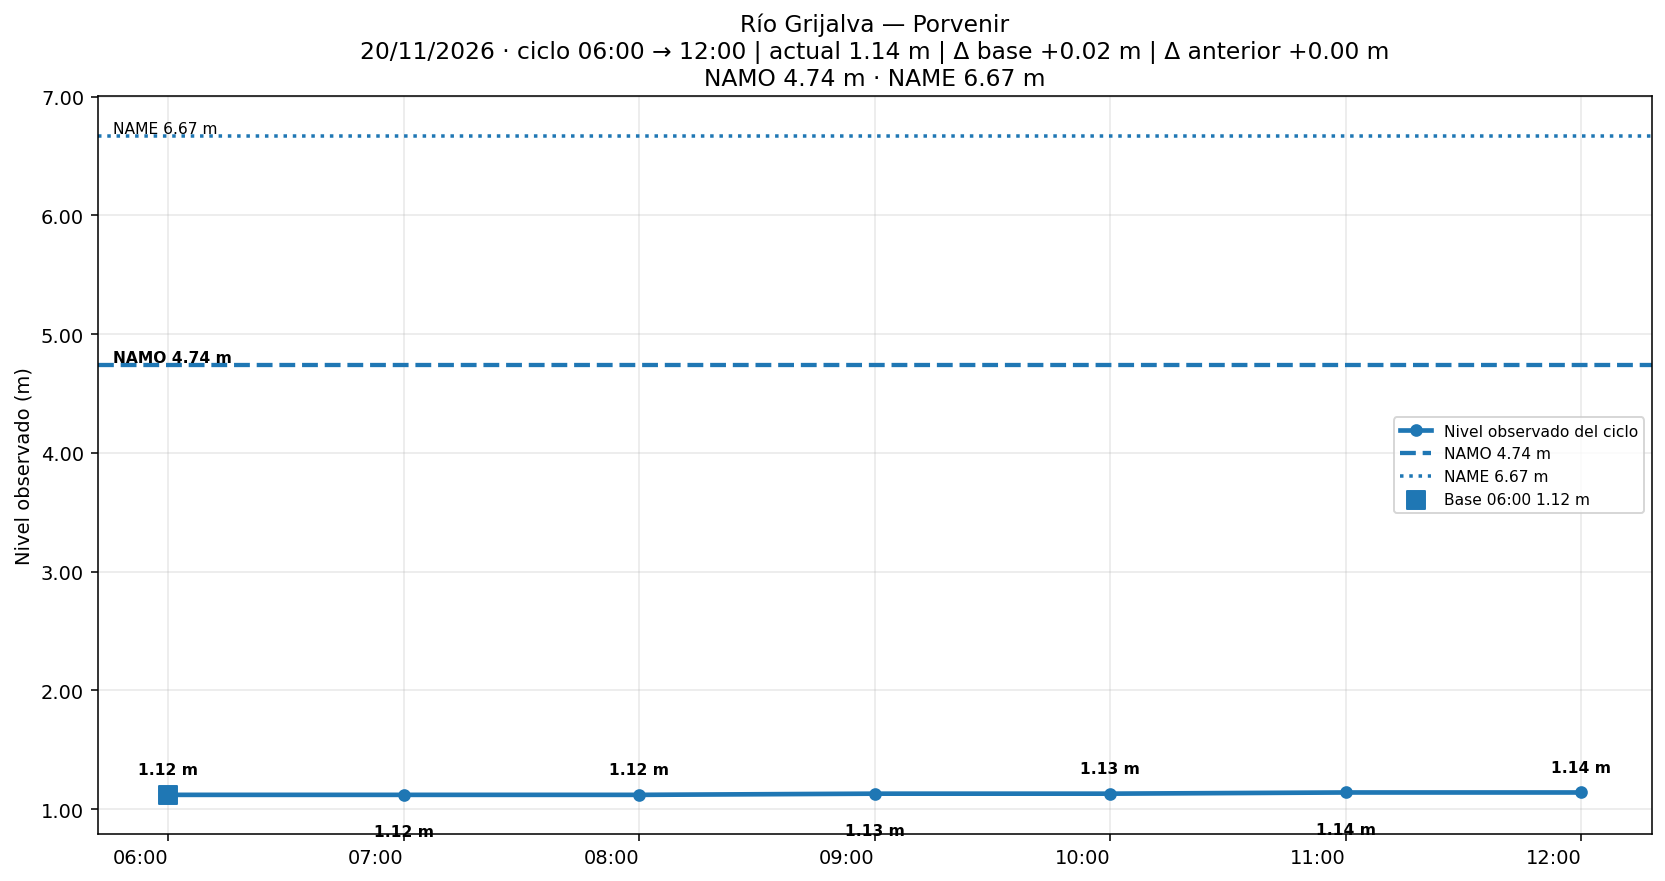 Río Grijalva — Porvenir
20/11/2026 · ciclo 06:00 → 12:00 | actual 1.14 m | Δ base +0.02 m | Δ anterior +0.00 m
NAMO 4.74 m · NAME 6.67 m
7.00
NAME 6.67 m
6.00
5.00
NAMO 4.74 m
Nivel observado (m)
4.00
Nivel observado del ciclo
NAMO 4.74 m
NAME 6.67 m
Base 06:00 1.12 m
3.00
2.00
1.12 m
1.12 m
1.13 m
1.14 m
1.00
1.12 m
1.13 m
1.14 m
06:00
07:00
08:00
09:00
10:00
11:00
12:00